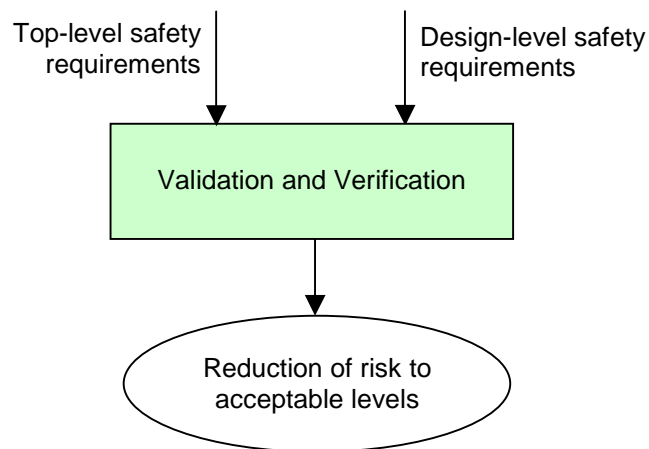 Top-level safety
requirements
Design-level safety
requirements
Validation and Verification
Reduction of risk to
acceptable levels